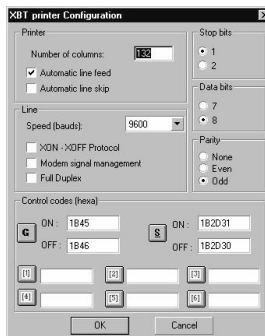 XBT printer Configuration
Printer
Number of columns: 132
Automatic line feed
Automatic line skip
Stop bits
1
2
Data bits
7
8
Line
Speed (bauds): 9600
XON - XOFF Protocol
Modem signal management
Full Duplex
Parity
None
Even
Odd
Control codes (hexa)
G ON : 1B45 S ON : 1B2D31
OFF : 1B46 OFF : 1B2D30
[1] [2] [3]
[4] [5] [6]
OK Cancel